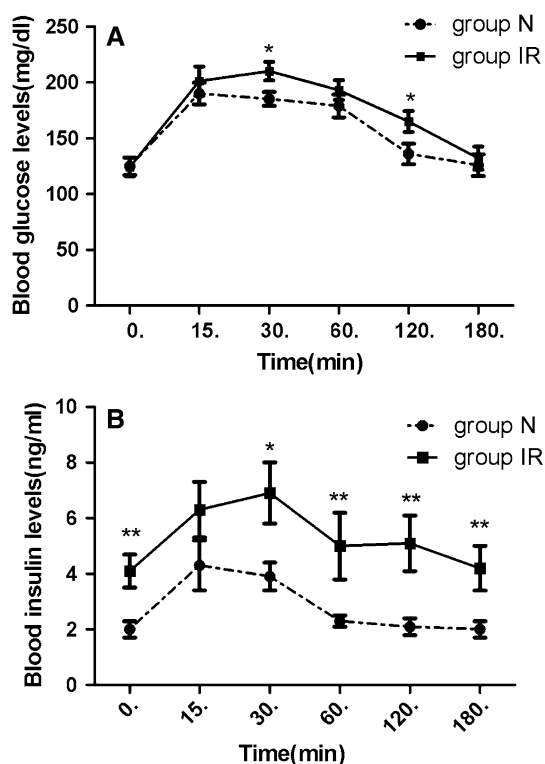 A
group N
group IR
Blood glucose levels(mg/dl)
250
200
150
100
50
0
*
*
0. 15. 30. 60. 120. 180.
Time(min)
B
group N
group IR
Blood insulin levels(ng/ml)
10
8
6
4
2
0
** * ** ** **
0. 15. 30. 60. 120. 180.
Time(min)